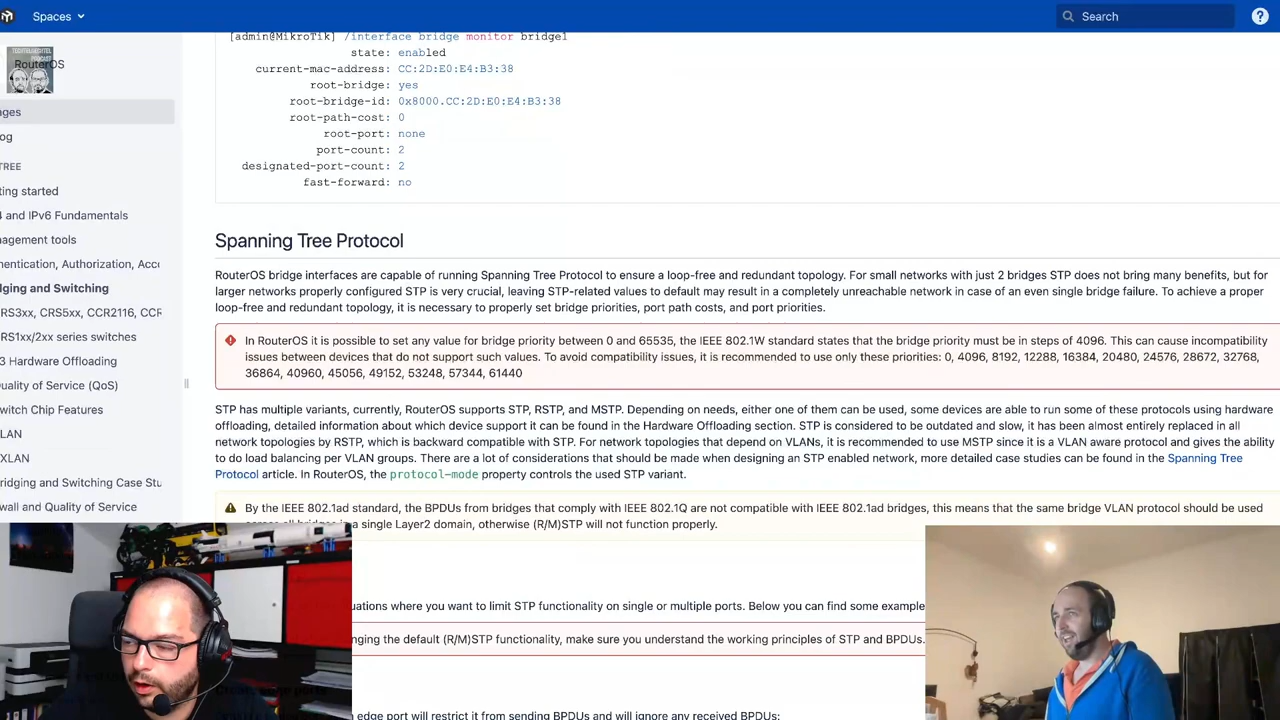 Spaces
Search
?
[admin@MikroTik] /interface bridge monitor bridge1
state: enabled
current-mac-address: CC:2D:E0:E4:B3:38
root-bridge: yes
root-bridge-id: 0x8000.CC:2D:E0:E4:B3:38
root-path-cost: 0
root-port: none
port-count: 2
designated-port-count: 2
fast-forward: no
RouterOS
ges
og
TREE
ting started
4 and IPv6 Fundamentals
nagement tools
hentication, Authorization, Acc
dging and Switching
RS3xx, CRS5xx, CCR2116, CCF
RS1xx/2xx series switches
3 Hardware Offloading
uality of Service (QoS)
witch Chip Features
LAN
XLAN
ridging and Switching Case Stu
wall and Quality of Service
Spanning Tree Protocol
RouterOS bridge interfaces are capable of running Spanning Tree Protocol to ensure a loop-free and redundant topology. For small networks with just 2 bridges STP does not bring many benefits, but for
larger networks properly configured STP is very crucial, leaving STP-related values to default may result in a completely unreachable network in case of an even single bridge failure. To achieve a proper
loop-free and redundant topology, it is necessary to properly set bridge priorities, port path costs, and port priorities.
In RouterOS it is possible to set any value for bridge priority between 0 and 65535, the IEEE 802.1W standard states that the bridge priority must be in steps of 4096. This can cause incompatibility
issues between devices that do not support such values. To avoid compatibility issues, it is recommended to use only these priorities: 0, 4096, 8192, 12288, 16384, 20480, 24576, 28672, 32768,
36864, 40960, 45056, 49152, 53248, 57344, 61440
STP has multiple variants, currently, RouterOS supports STP, RSTP, and MSTP. Depending on needs, either one of them can be used, some devices are able to run some of these protocols using hardware
offloading, detailed information about which device support it can be found in the Hardware Offloading section. STP is considered to be outdated and slow, it has been almost entirely replaced in all
network topologies by RSTP, which is backward compatible with STP. For network topologies that depend on VLANs, it is recommended to use MSTP since it is a VLAN aware protocol and gives the ability
to do load balancing per VLAN groups. There are a lot of considerations that should be made when designing an STP enabled network, more detailed case studies can be found in the Spanning Tree
Protocol article. In RouterOS, the protocol-mode property controls the used STP variant.
By the IEEE 802.1ad standard, the BPDUs from bridges that comply with IEEE 802.1Q are not compatible with IEEE 802.1ad bridges, this means that the same bridge VLAN protocol should be used
across all bridges in a single Layer2 domain, otherwise (R/M)STP will not function properly.
uations where you want to limit STP functionality on single or multiple ports. Below you can find some example
nging the default (R/M)STP functionality, make sure you understand the working principles of STP and BPDUs.
n edge port will restrict it from sending BPDUs and will ignore any received BPDUs: